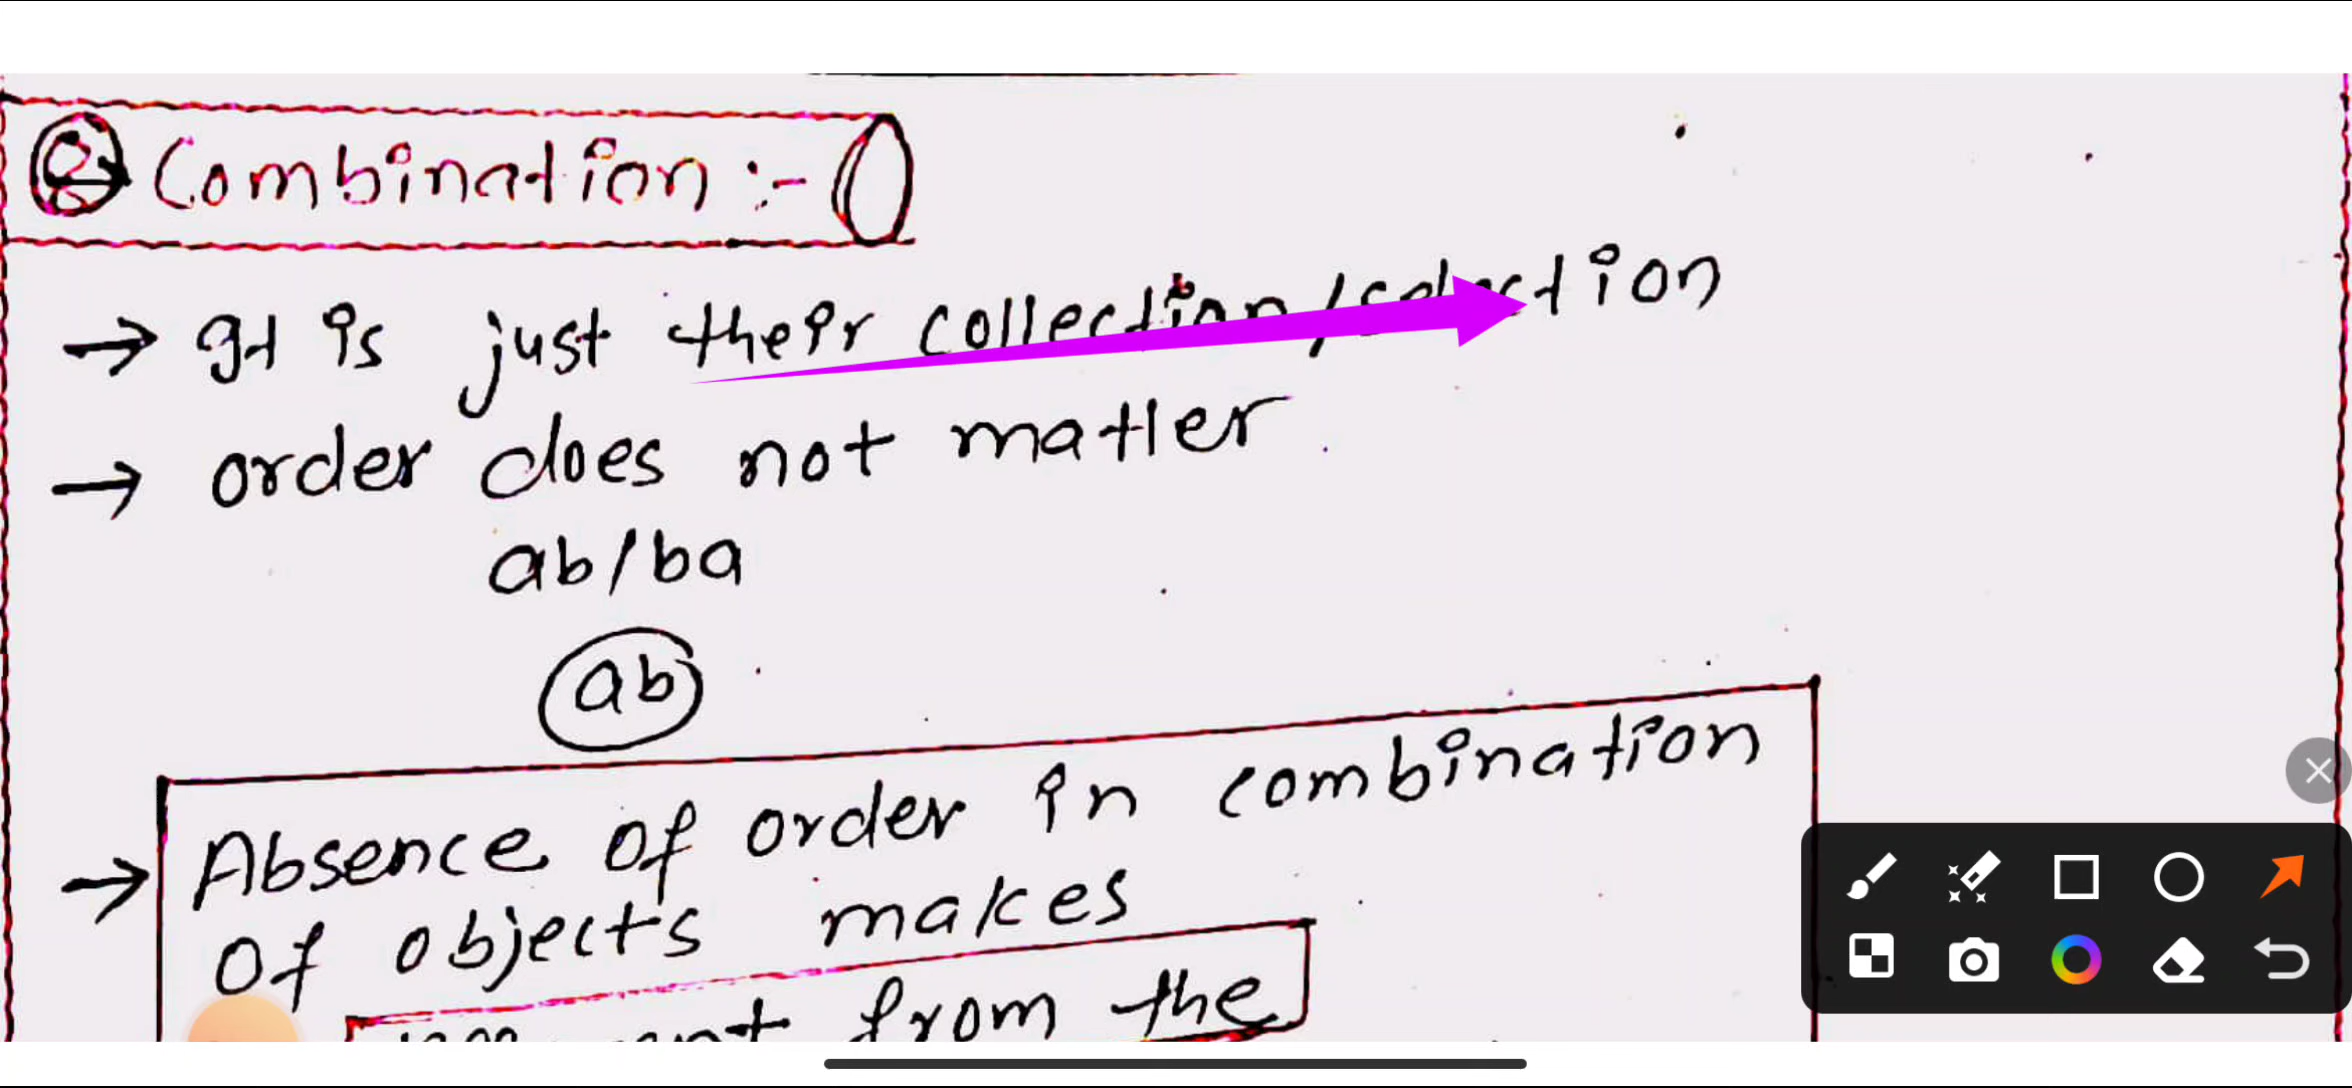 ② Combination :-
→ It is just their collection/selection
→ order does not matter
ab/ba
ab
→ Absence of order in combination
of objects makes
from the